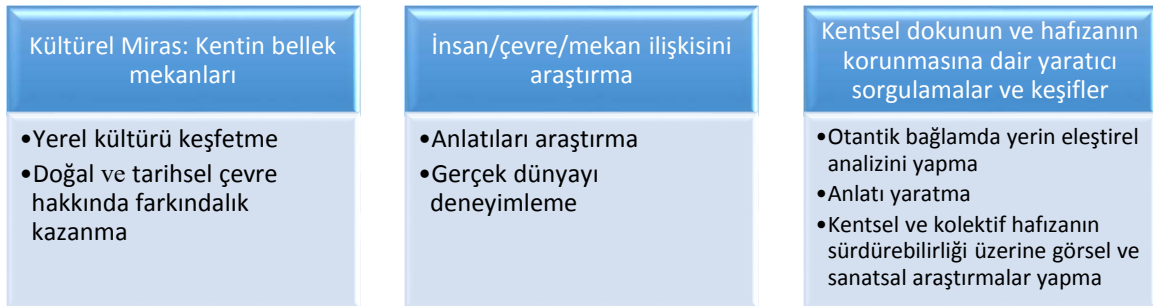 Kültürel Miras: Kentin bellek
mekanları
•Yerel kültürü keşfetme
•Doğal ve tarihsel çevre
hakkında farkındalık
kazanma
İnsan/çevre/mekan ilişkisini
araştırma
•Anlatıları araştırma
•Gerçek dünyayı
deneyimleme
Kentsel dokunun ve hafızanın
korunmasına dair yaratıcı
sorgulamalar ve keşifler
•Otantik bağlamda yerin eleştirel
analizini yapma
•Anlatı yaratma
•Kentsel ve kolektif hafızanın
sürdürebilirliği üzerine görsel ve
sanatsal araştırmalar yapma